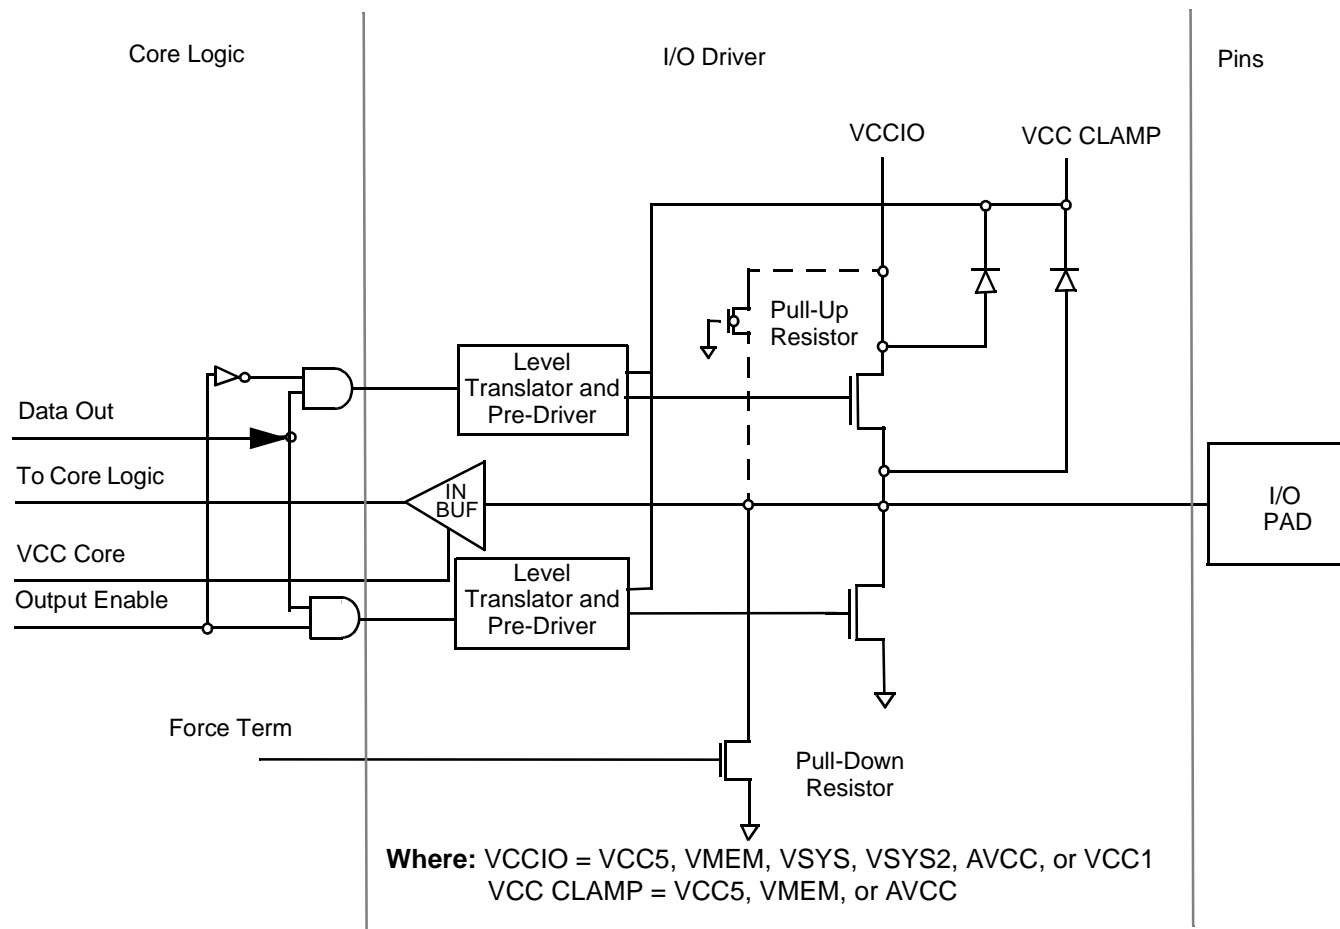 Core Logic
I/O Driver
Pins
VCCIO
VCC CLAMP
Pull-Up
Resistor
Level
Translator and
Pre-Driver
Data Out
To Core Logic
IN
BUF
I/O
PAD
VCC Core
Output Enable
Level
Translator and
Pre-Driver
Force Term
Pull-Down
Resistor
Where: VCCIO = VCC5, VMEM, VSYS, VSYS2, AVCC, or VCC1
VCC CLAMP = VCC5, VMEM, or AVCC